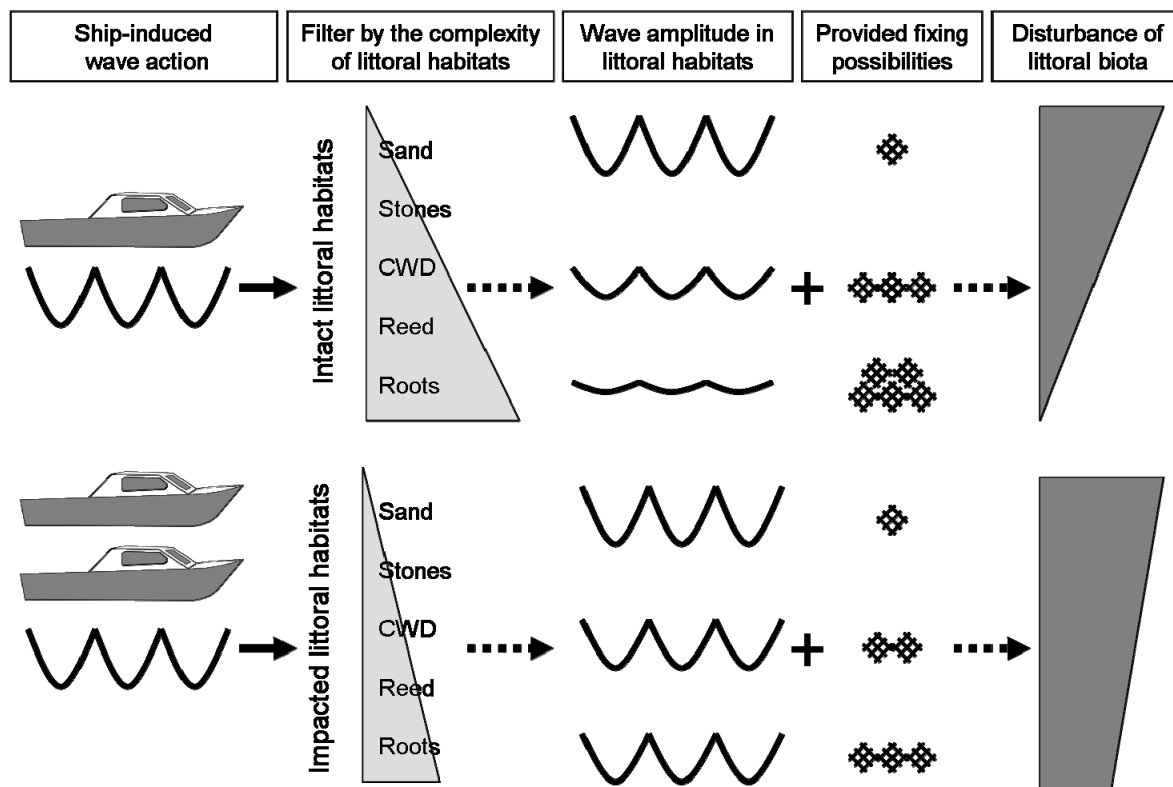 Ship-induced
wave action
Filter by the complexity
of littoral habitats
Wave amplitude in
littoral habitats
Provided fixing
possibilities
Disturbance of
littoral biota
Intact littoral habitats
Sand
Stones
CWD
Reed
Roots
Impacted littoral habitats
Sand
Stones
CWD
Reed
Roots